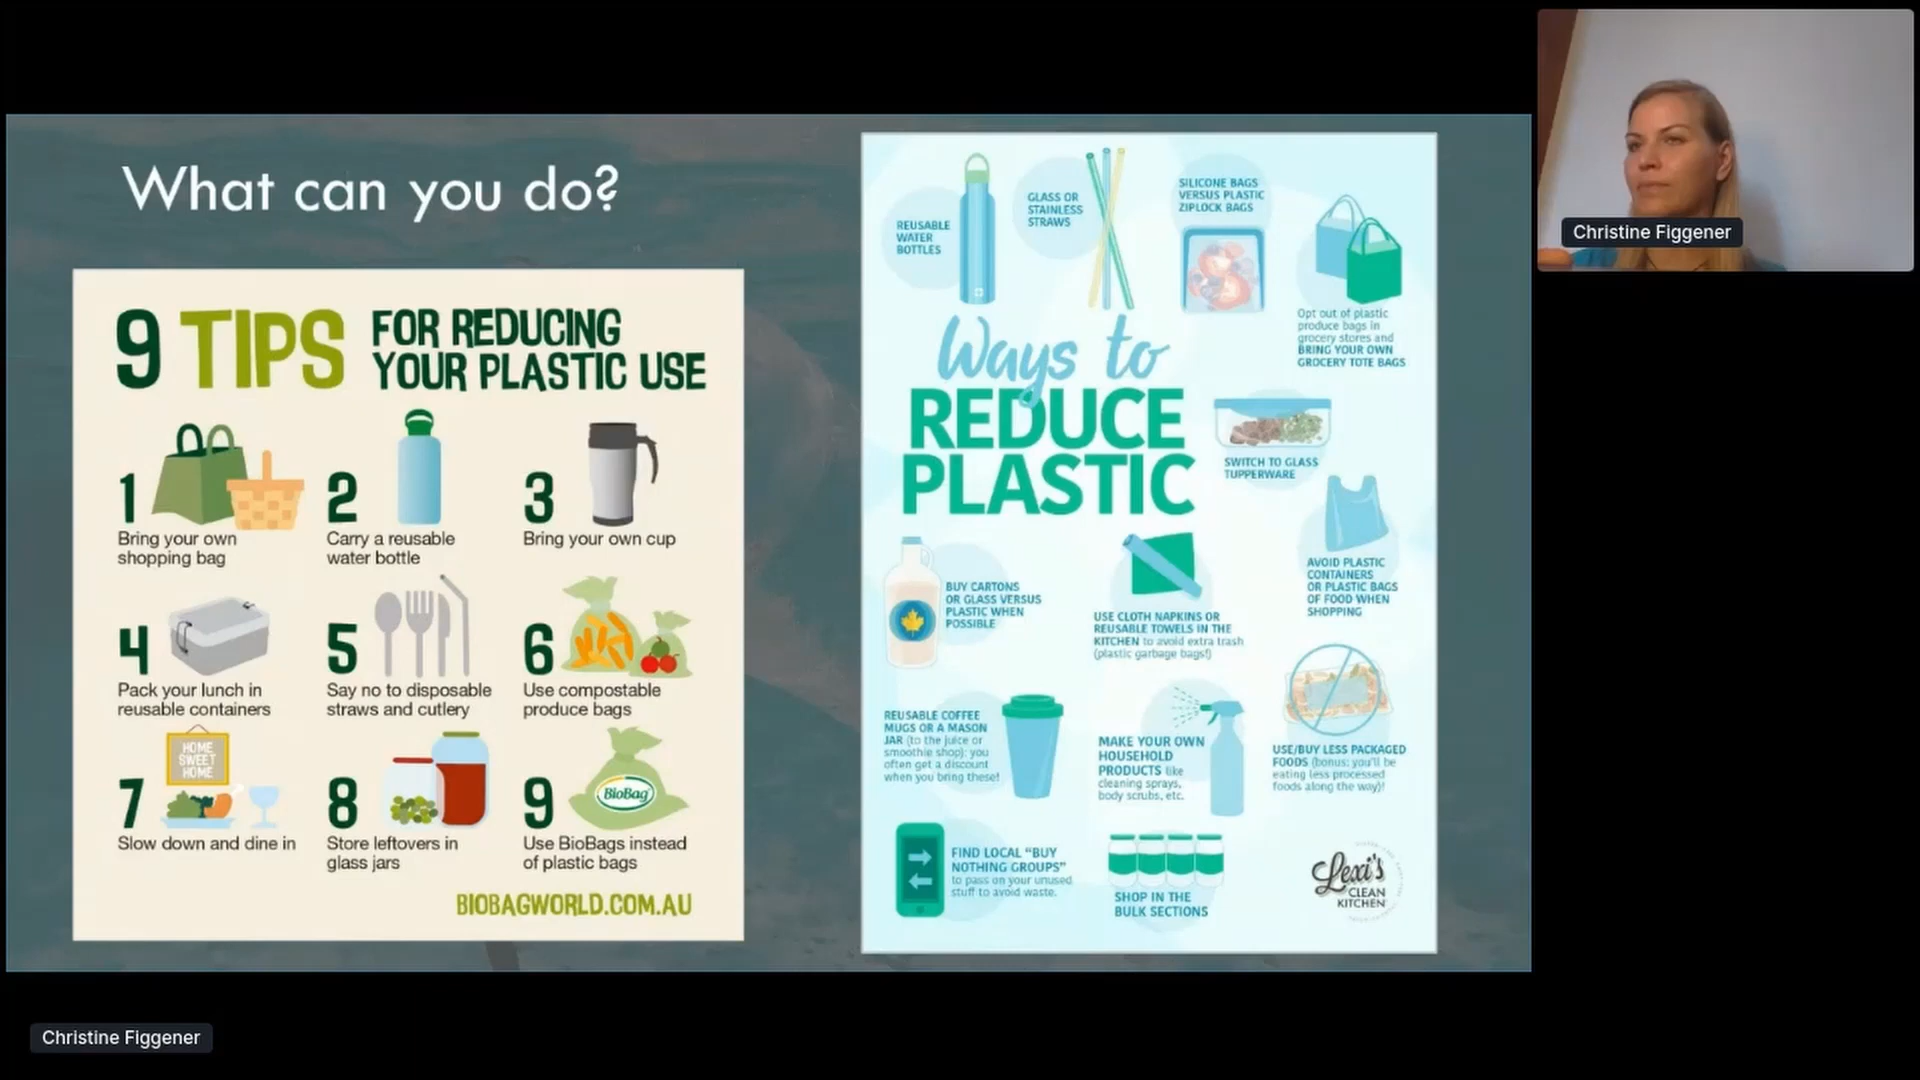 What can you do?
9 TIPS FOR REDUCING
YOUR PLASTIC USE
1
Bring your own
shopping bag
2
Carry a reusable
water bottle
3
Bring your own cup
4
Pack your lunch in
reusable containers
5
Say no to disposable
straws and cutlery
6
Use compostable
produce bags
HOME
SWEET
HOME
7
Slow down and dine in
8
Store leftovers in
glass jars
BioBag
9
Use BioBags instead
of plastic bags
BIOBAGWORLD.COM.AU
REUSABLE
WATER
BOTTLES
GLASS OR
STAINLESS
STRAWS
SILICONE BAGS
VERSUS PLASTIC
ZIPLOCK BAGS
Opt out of plastic
produce bags in
grocery stores and
BRING YOUR OWN
GROCERY TOTE BAGS
Ways to
REDUCE
PLASTIC
SWITCH TO GLASS
TUPPERWARE
BUY CARTONS
OR GLASS VERSUS
PLASTIC WHEN
POSSIBLE
USE CLOTH NAPKINS OR
REUSABLE TOWELS IN THE
KITCHEN to avoid extra trash
(plastic garbage bags!)
AVOID PLASTIC
CONTAINERS
OR PLASTIC BAGS
OF FOOD WHEN
SHOPPING
REUSABLE COFFEE
MUGS OR A MASON
JAR (to the juice or
smoothie shop); you
often get a discount
when you bring these!
MAKE YOUR OWN
HOUSEHOLD
PRODUCTS like
cleaning sprays,
body scrubs, etc.
USE/BUY LESS PACKAGED
FOODS (bonus: you'll be
eating less processed
foods along the way)!
FIND LOCAL "BUY
NOTHING GROUPS"
to pass on your unused
stuff to avoid waste.
SHOP IN THE
BULK SECTIONS
Lexi's
CLEAN
KITCHEN
Christine Figgener
Christine Figgener